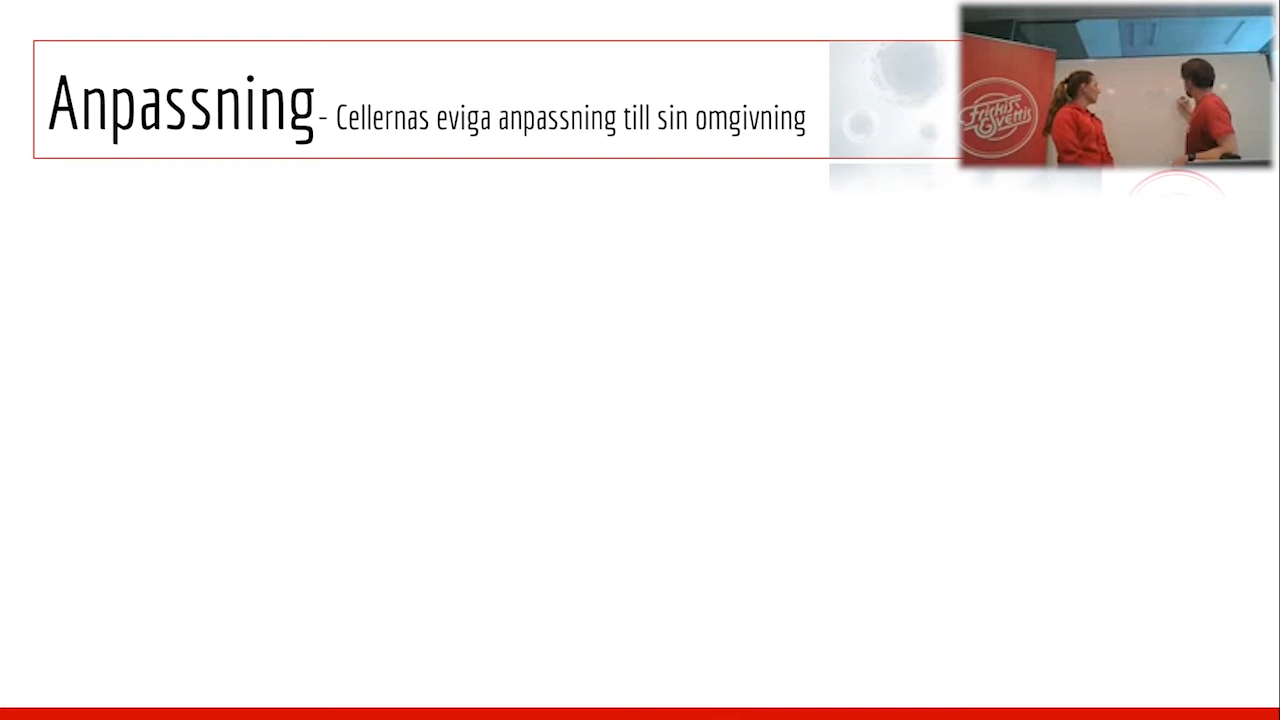 Anpassning - Cellernas eviga anpassning till sin omgivning
Friskis
& Svettis